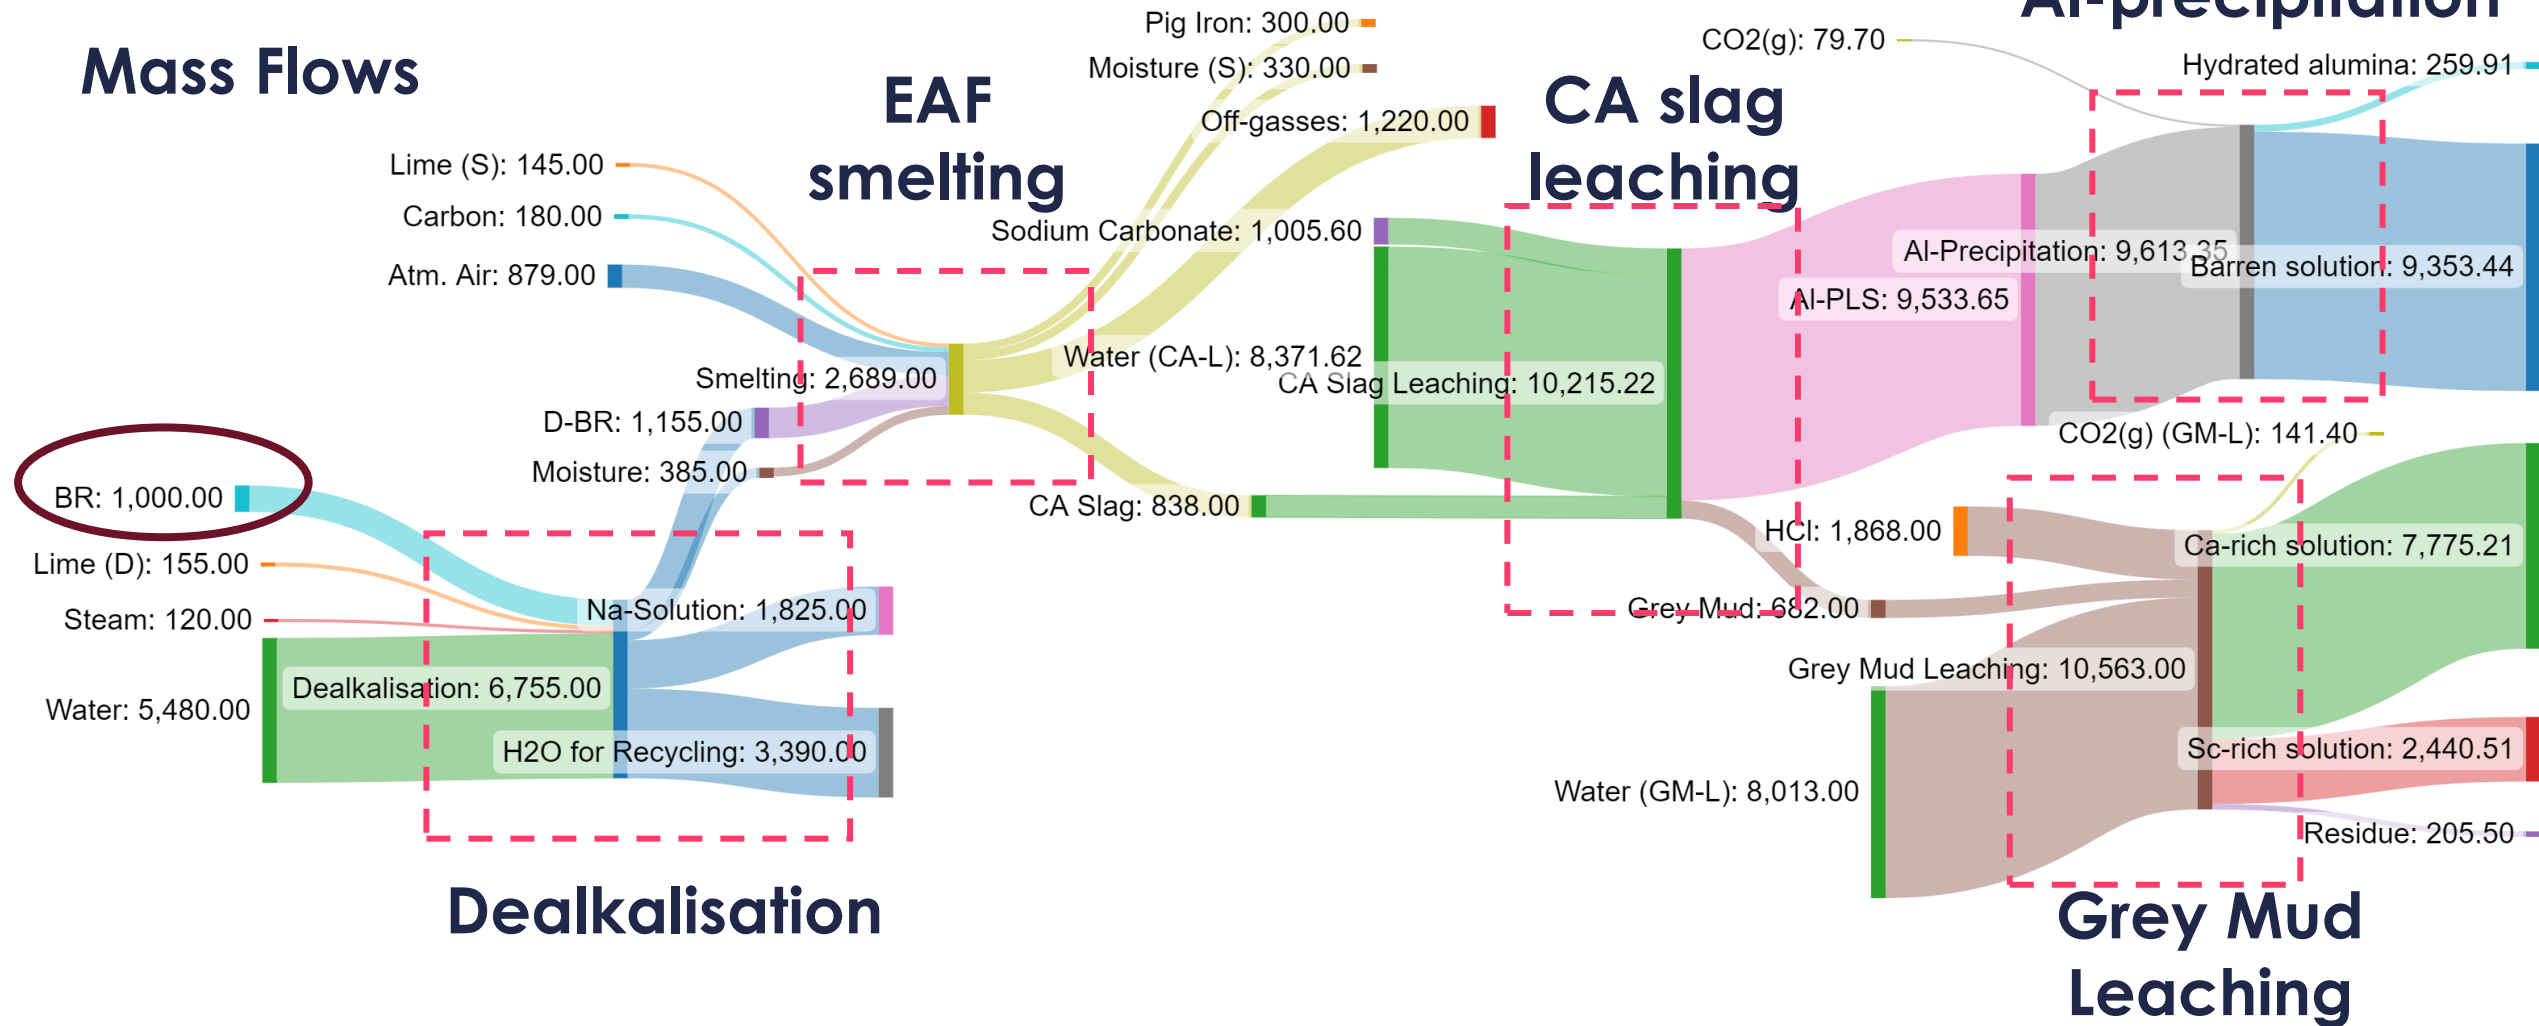 Al-precipitation
Mass Flows
Pig Iron: 300.00
Moisture (S): 330.00
Off-gasses: 1,220.00
CO2(g): 79.70
Hydrated alumina: 259.91
EAF
smelting
CA slag
leaching
Lime (S): 145.00
Carbon: 180.00
Atm. Air: 879.00
Sodium Carbonate: 1,005.60
Al-Precipitation: 9,613.35
Barren solution: 9,353.44
Al-PLS: 9,533.65
Water (CA-L): 8,371.62
Smelting: 2,689.00
CA Slag Leaching: 10,215.22
D-BR: 1,155.00
Moisture: 385.00
CO2(g) (GM-L): 141.40
BR: 1,000.00
CA Slag: 838.00
HCl: 1,868.00
Ca-rich solution: 7,775.21
Lime (D): 155.00
Steam: 120.00
Na-Solution: 1,825.00
Grey Mud: 682.00
Grey Mud Leaching: 10,563.00
Dealkalisation: 6,755.00
Water: 5,480.00
H2O for Recycling: 3,390.00
Sc-rich solution: 2,440.51
Water (GM-L): 8,013.00
Residue: 205.50
Dealkalisation
Grey Mud
Leaching